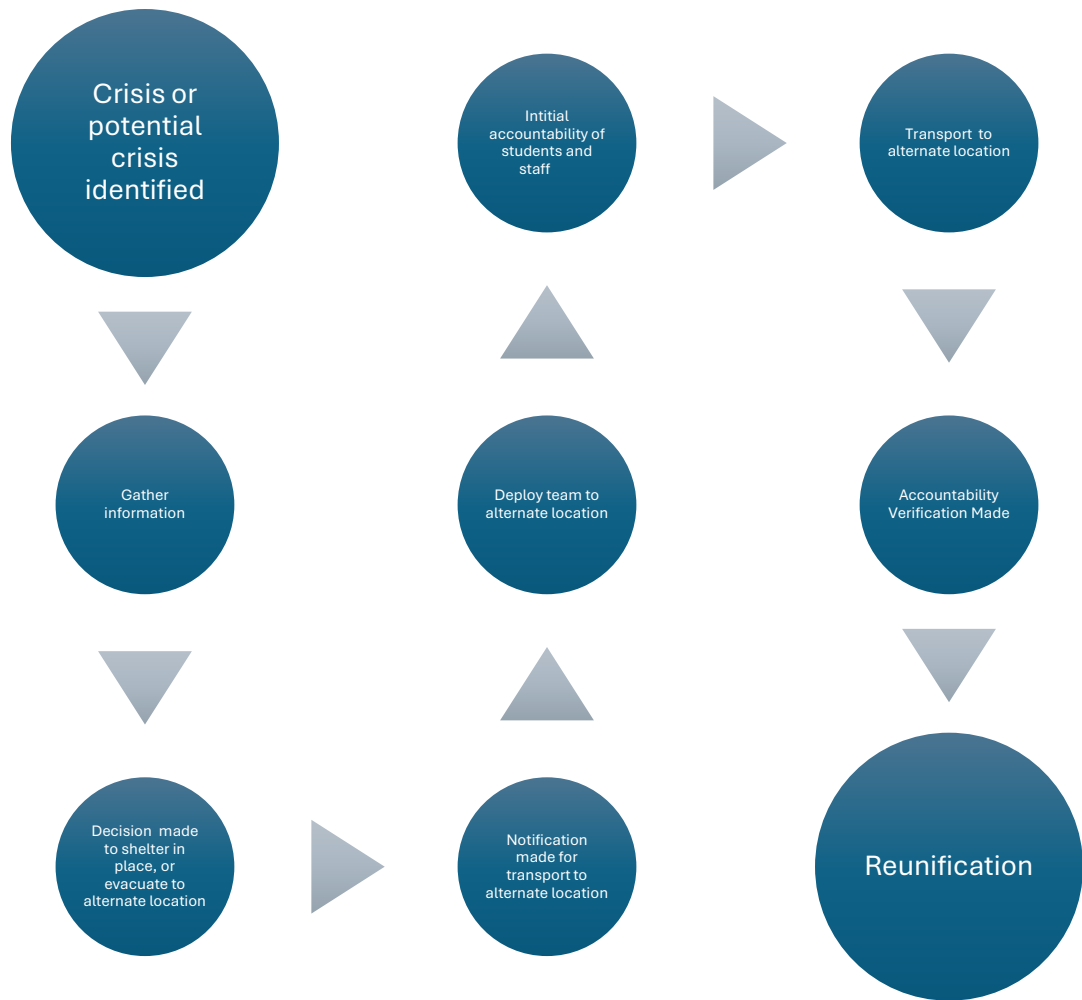 Crisis or
potential
crisis
identified
Gather
information
Decision made
to shelter in
place, or
evacuate to
alternate location
Notification
made for
transport to
alternate location
Deploy team to
alternate location
Intitial
accountability of
students and
staff
Transport to
alternate location
Accountability
Verification Made
Reunification